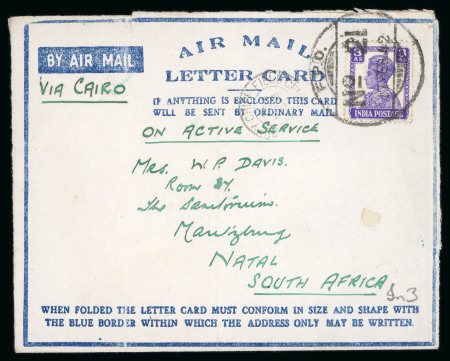 AIR MAIL
BY AIR MAIL
LETTER CARD
VIA CAIRO
IF ANYTHING IS ENCLOSED THIS CARD
WILL BE SENT BY ORDINARY MAIL
3
AS
INDIA POSTAGE
F.P.O.
ON ACTIVE SERVICE
Mrs. W. P. DAVIS.
Room 27.
The Sanatorium.
Maritzburg
NATAL
SOUTH AFRICA
WHEN FOLDED THE LETTER CARD MUST CONFORM IN SIZE AND SHAPE WITH
THE BLUE BORDER WITHIN WHICH THE ADDRESS ONLY MAY BE WRITTEN.